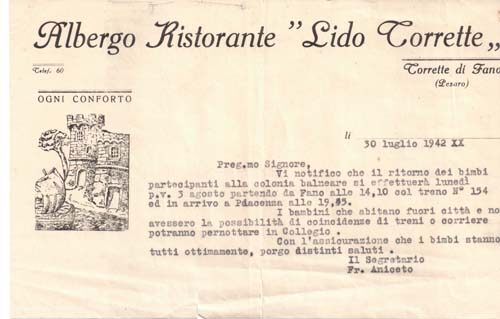 Albergo Ristorante "Lido Torrette„
Telef. 60
Torrette di Fano
(Pesaro)
OGNI CONFORTO
li
30 luglio 1942 XX
Preg.mo Signore,
Vi notifico che il ritorno dei bimbi
partecipanti alla colonia balneare si effettuerà lunedì
p.v. 3 agosto partendo da Fano alle 14,10 col treno N° 154
ed in arrivo a Pdacenza alle 19,45.
I bambini che abitano fuori città e no
avessero la possibilità di coincidenze di treni o corriere
potranno pernottare in Collegio .
Con l'assicurazione che i bimbi stanno
tutti ottimamente, porgo distinti saluti .
Il Segretario
Fr. Aniceto